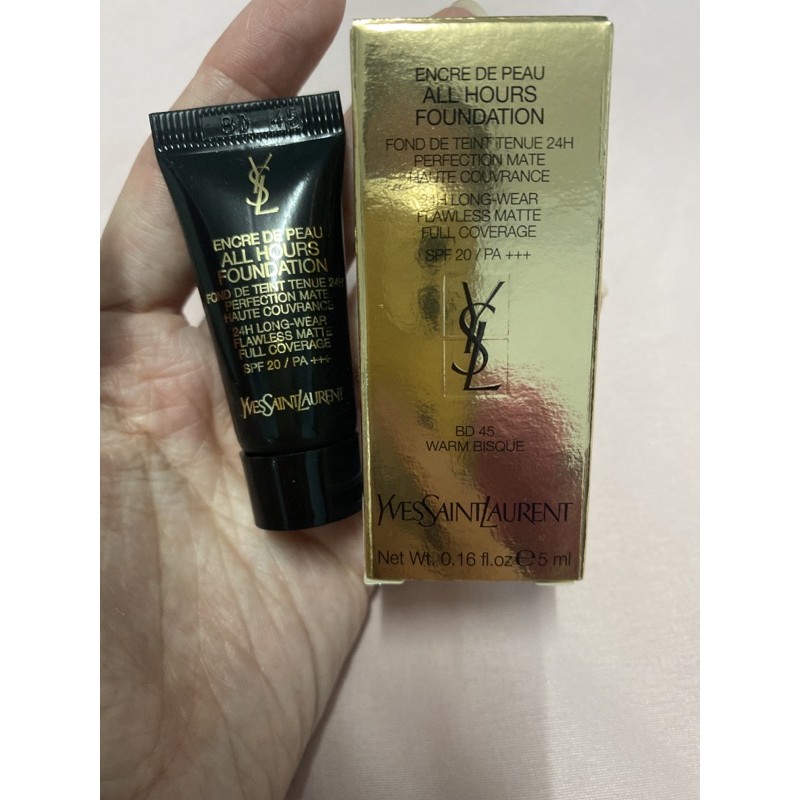 BD 45
YSL
ENCRE DE PEAU
ALL HOURS
FOUNDATION
FOND DE TEINT TENUE 24H
PERFECTION MATE
HAUTE COUVRANCE
24H LONG-WEAR
FLAWLESS MATTE
FULL COVERAGE
SPF 20 / PA +++
YVESSAINTLAURENT
ENCRE DE PEAU
ALL HOURS
FOUNDATION
FOND DE TEINT TENUE 24H
PERFECTION MATE
HAUTE COUVRANCE
24H LONG-WEAR
FLAWLESS MATTE
FULL COVERAGE
SPF 20 / PA +++
YSL
BD 45
WARM BISQUE
YVESSAINTLAURENT
Net Wt. 0.16 fl.oz ℮ 5 ml